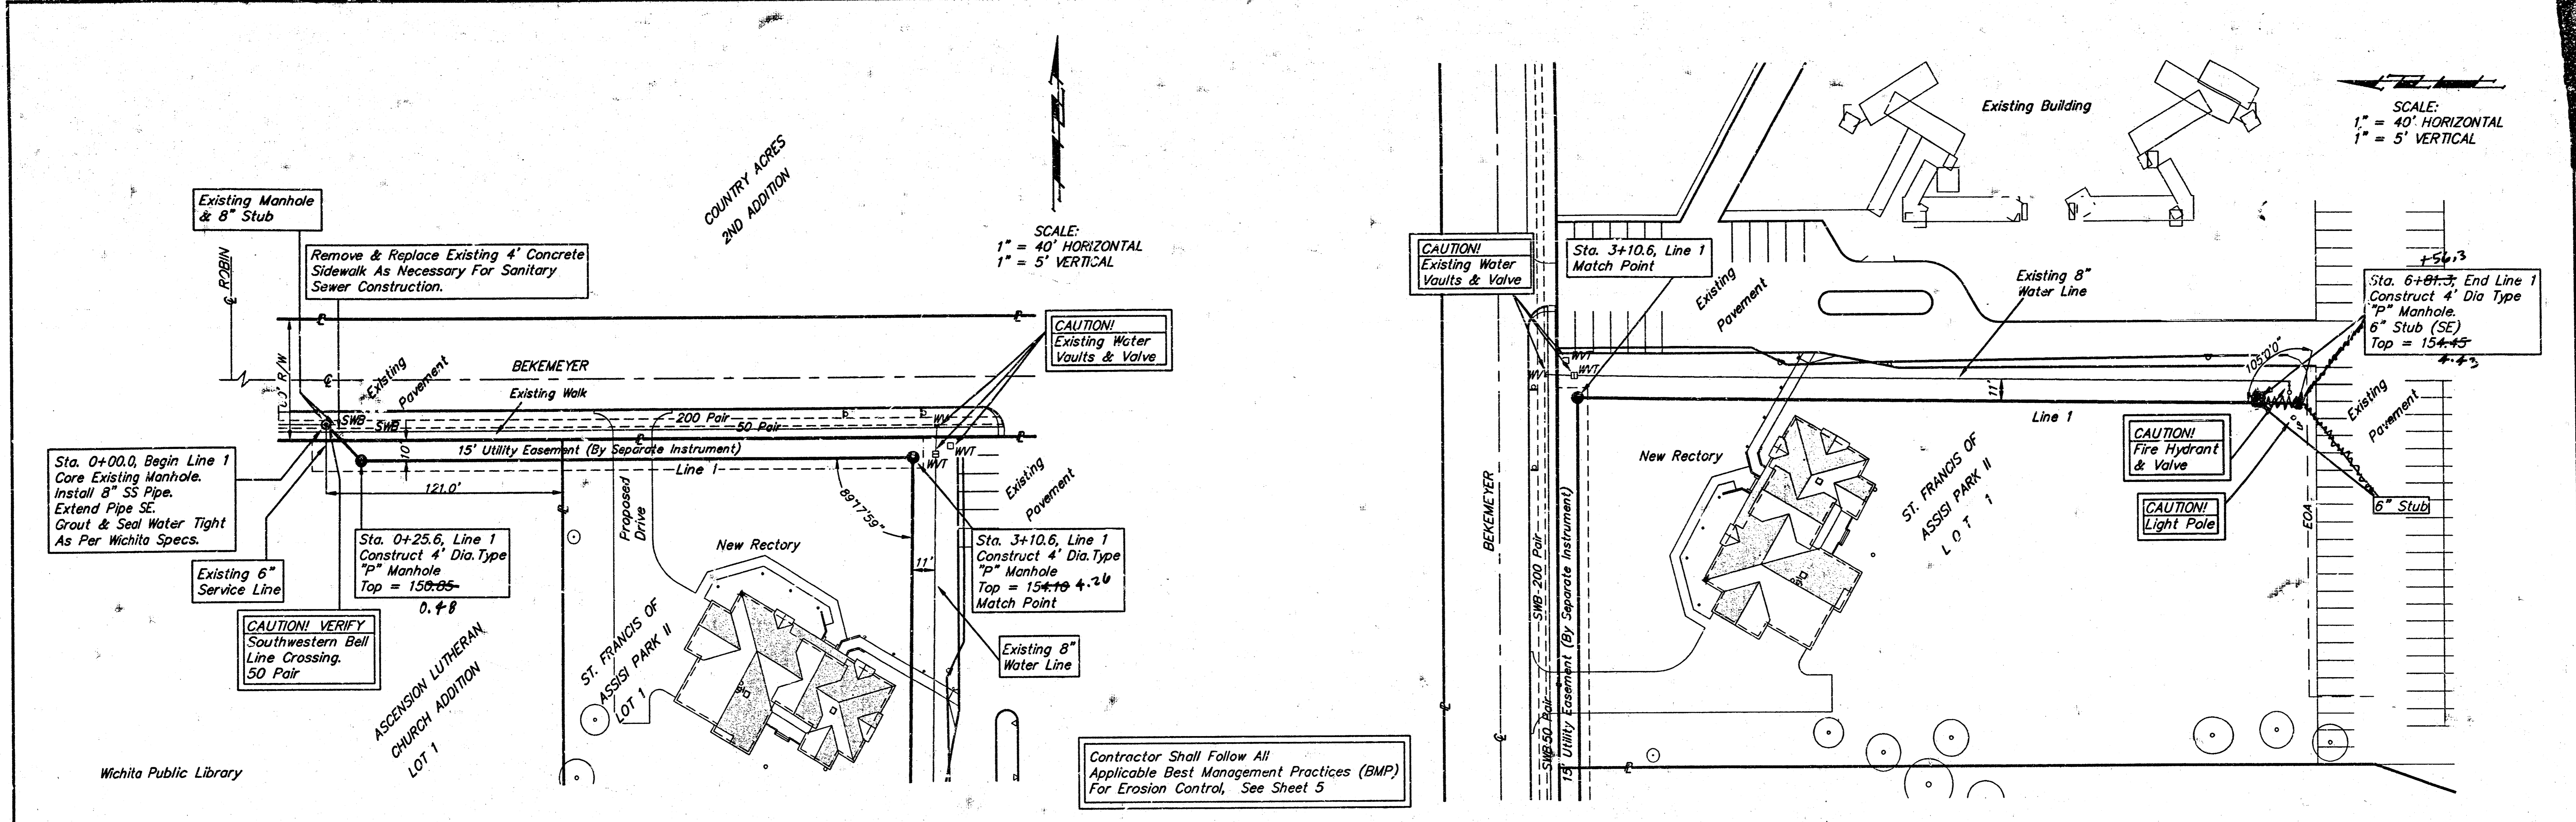 COUNTRY ACRES
2ND ADDITION
SCALE:
1" = 40' HORIZONTAL
1" = 5' VERTICAL
Existing Manhole
& 8" Stub
Remove & Replace Existing 4' Concrete
Sidewalk As Necessary For Sanitary
Sewer Construction.
℄ ROBIN
R/W
CAUTION!
Existing Water
Vaults & Valve
BEKEMEYER
Existing
Pavement
Existing Walk
SWB
SWB
200 Pair
50 Pair
WV
WVT
WVT
15' Utility Easement (By Separate Instrument)
10'
Line 1
121.0'
Sta. 0+00.0, Begin Line 1
Core Existing Manhole.
Install 8" SS Pipe.
Extend Pipe SE.
Grout & Seal Water Tight
As Per Wichita Specs.
Existing 6"
Service Line
Sta. 0+25.6, Line 1
Construct 4' Dia. Type
"P" Manhole
Top = 150.85
0.48
CAUTION! VERIFY
Southwestern Bell
Line Crossing.
50 Pair
Proposed
Drive
89°17'59"
Existing
Pavement
11'
New Rectory
Sta. 3+10.6, Line 1
Construct 4' Dia. Type
"P" Manhole
Top = 154.10 4.26
Match Point
Existing 8"
Water Line
ASCENSION LUTHERAN
CHURCH ADDITION
LOT 1
ST. FRANCIS OF
ASSISI PARK II
LOT 1
Wichita Public Library
Contractor Shall Follow All
Applicable Best Management Practices (BMP)
For Erosion Control, See Sheet 5
Existing Building
SCALE:
1" = 40' HORIZONTAL
1" = 5' VERTICAL
CAUTION!
Existing Water
Vaults & Valve
Sta. 3+10.6, Line 1
Match Point
Existing
Pavement
Existing 8"
Water Line
+56.3
Sta. 6+81.3, End Line 1
Construct 4' Dia Type
"P" Manhole.
6" Stub (SE)
Top = 154.45
4.43
WVT
WV
WVT
105°0'0"
11'
Line 1
Existing
Pavement
CAUTION!
Fire Hydrant
& Valve
CAUTION!
Light Pole
6" Stub
EOA
BEKEMEYER
SWB-200 Pair
SWB 50 Pair
15' Utility Easement (By Separate Instrument)
New Rectory
ST. FRANCIS OF
ASSISI PARK II
LOT 1